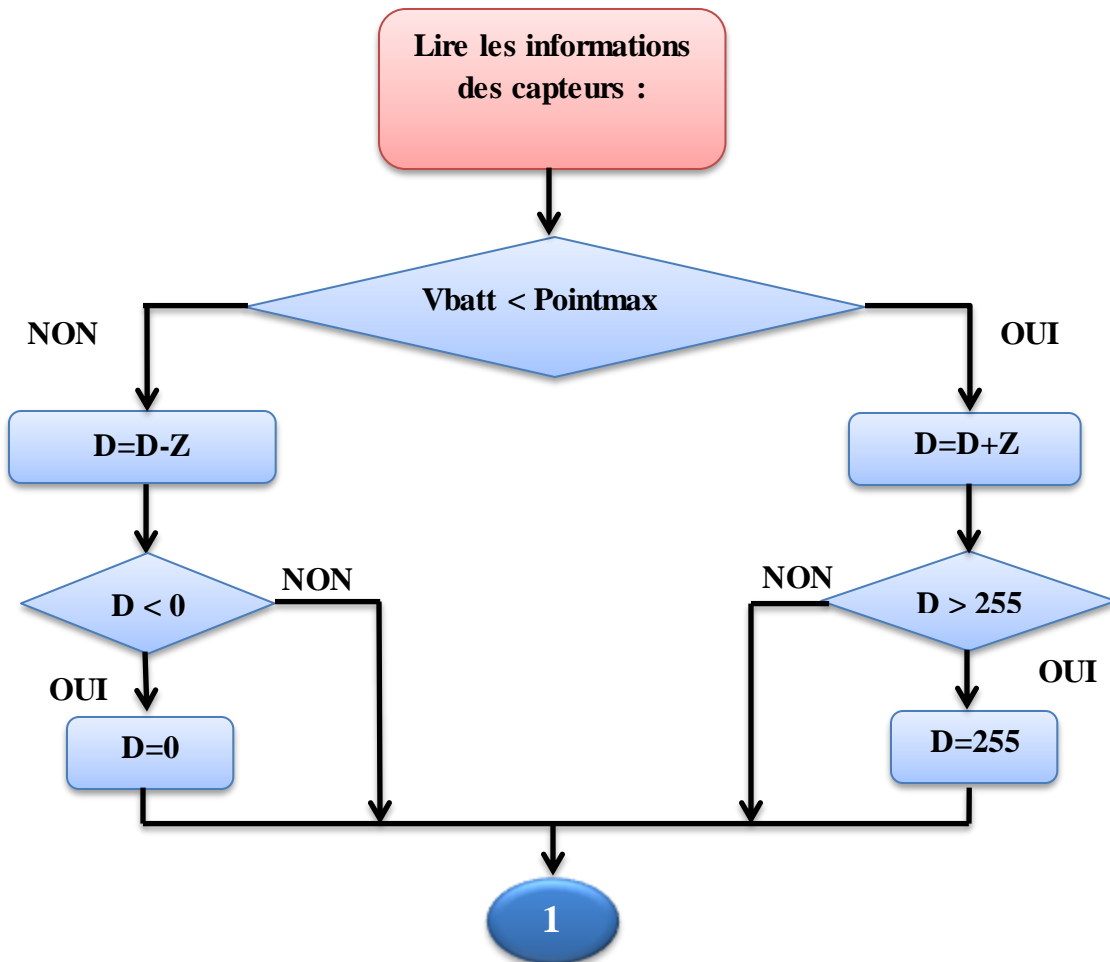 Lire les informations
des capteurs :
Vbatt < Pointmax
NON
OUI
D=D-Z
D=D+Z
NON
NON
D < 0
D > 255
OUI
OUI
D=0
D=255
1